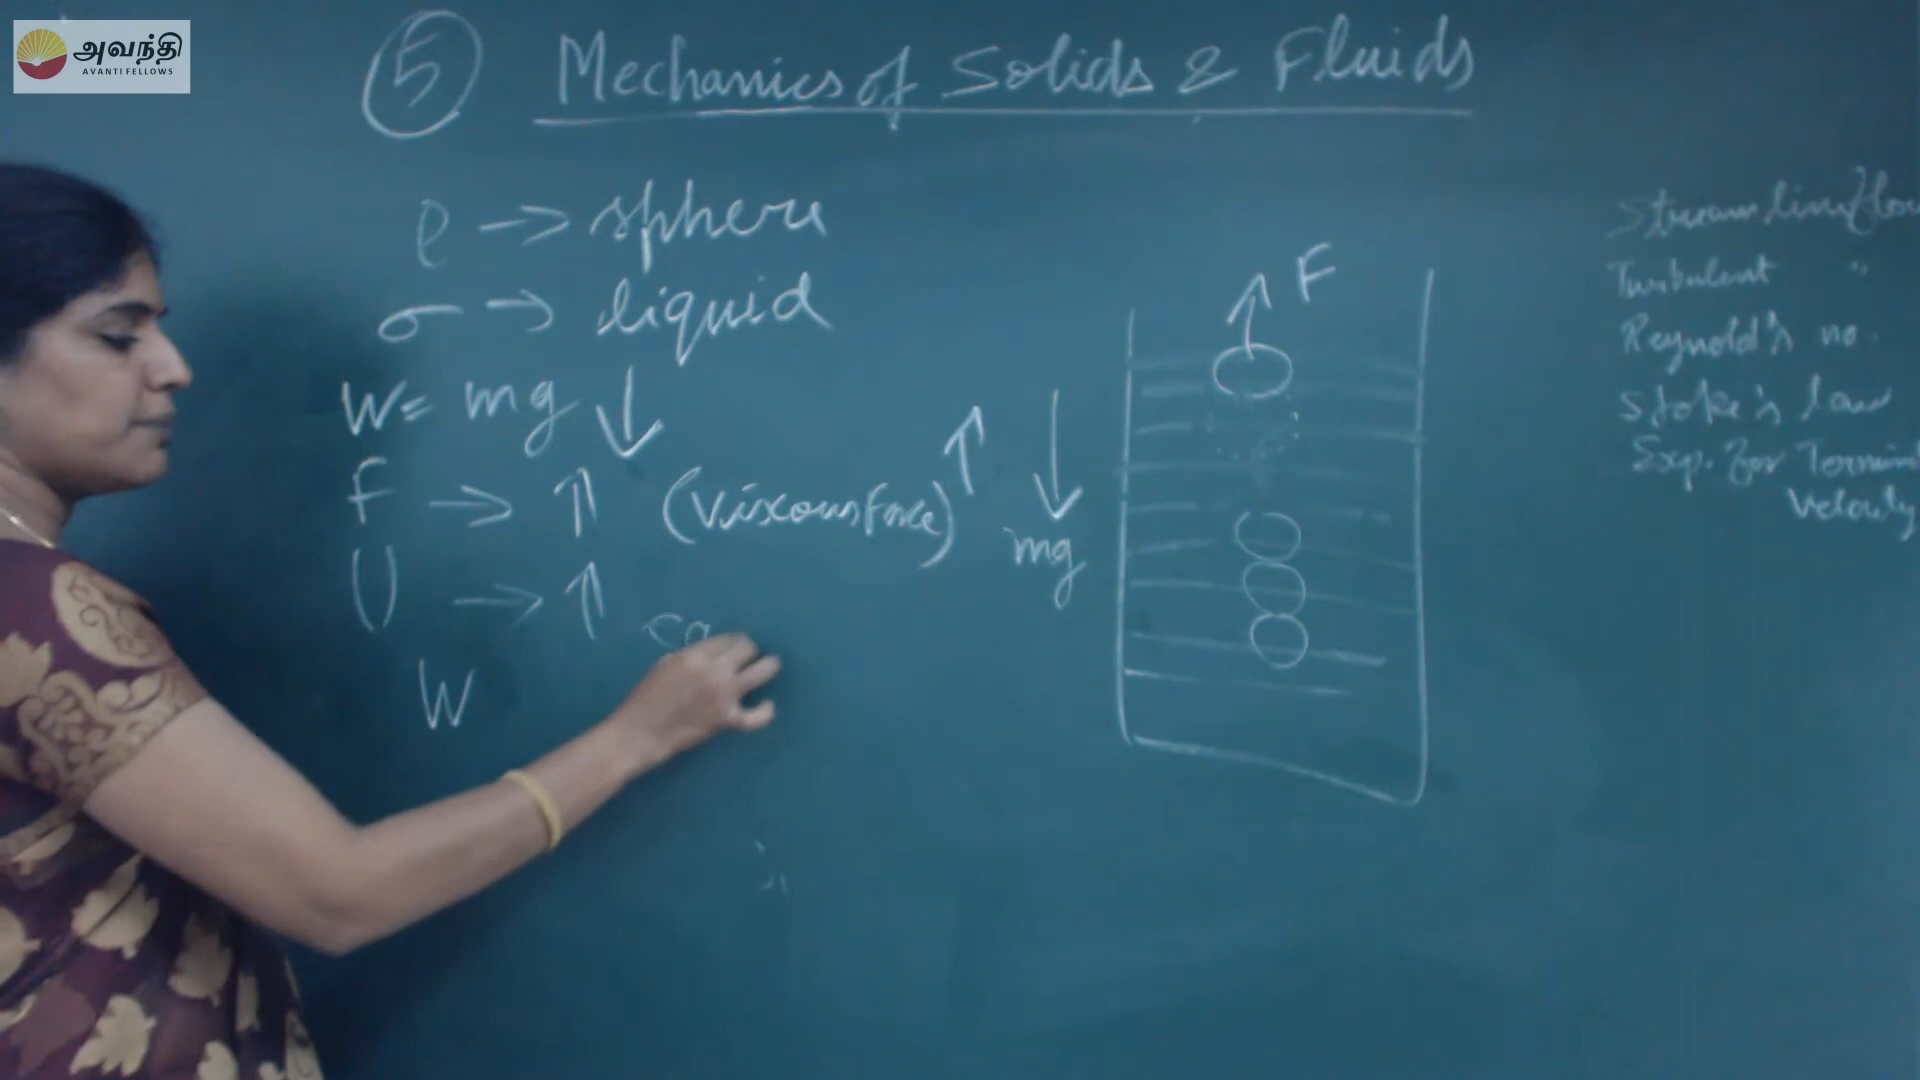 அவந்தி
AVANTI FELLOWS
5 Mechanics of Solids & Fluids
ρ → sphere
σ → liquid
W = mg ↓
F → ↑ (Viscous Force) ↑
U → ↑
W
F
mg
Streamline flow
Turbulent "
Reynold's no.
Stoke's law
Exp. for Termin
Velocity